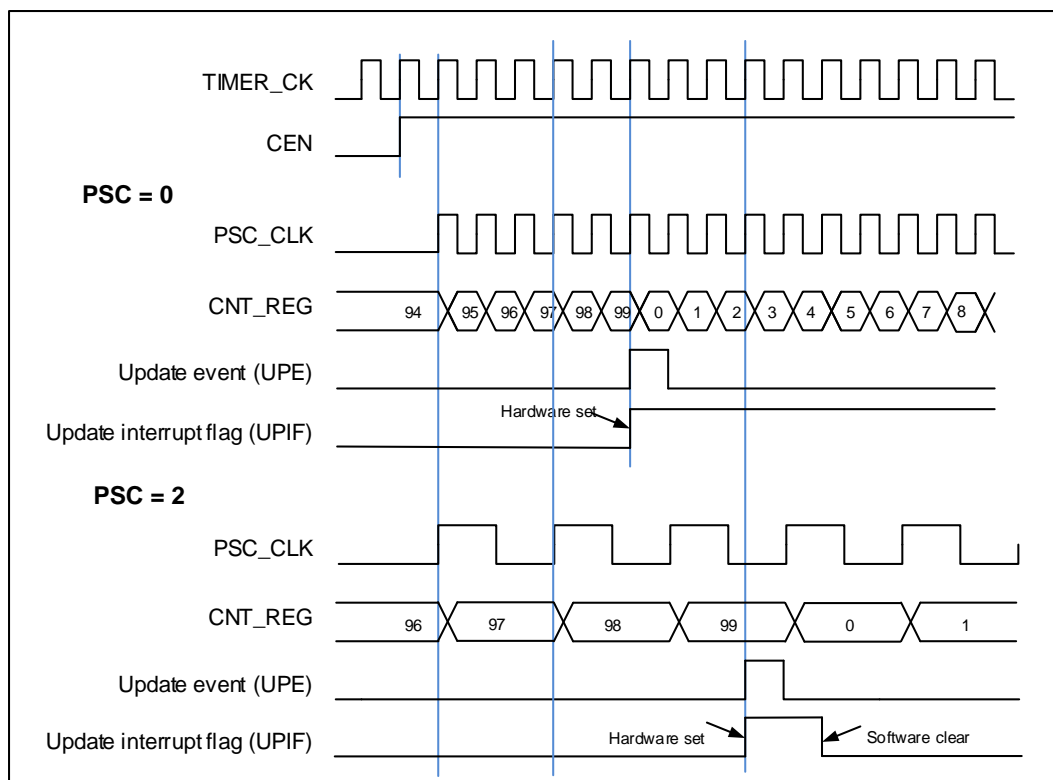 TIMER_CK
CEN
PSC = 0
PSC_CLK
CNT_REG
94 95 96 97 98 99 0 1 2 3 4 5 6 7 8
Update event (UPE)
Hardware set
Update interrupt flag (UPIF)
PSC = 2
PSC_CLK
CNT_REG
96 97 98 99 0 1
Update event (UPE)
Update interrupt flag (UPIF)
Hardware set
Software clear